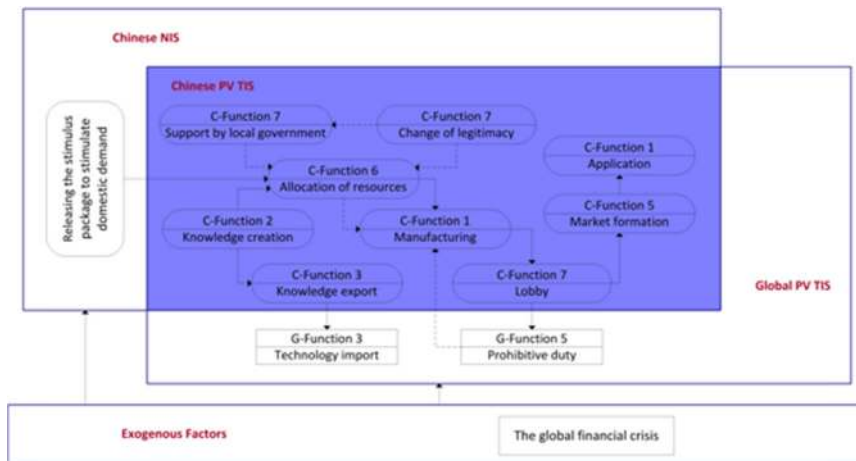 Chinese NIS
Chinese PV TIS
Releasing the stimulus
package to stimulate
domestic demand
C-Function 7
Support by local government
C-Function 7
Change of legitimacy
C-Function 1
Application
C-Function 6
Allocation of resources
C-Function 5
Market formation
C-Function 2
Knowledge creation
C-Function 1
Manufacturing
C-Function 3
Knowledge export
C-Function 7
Lobby
Global PV TIS
G-Function 3
Technology import
G-Function 5
Prohibitive duty
Exogenous Factors
The global financial crisis